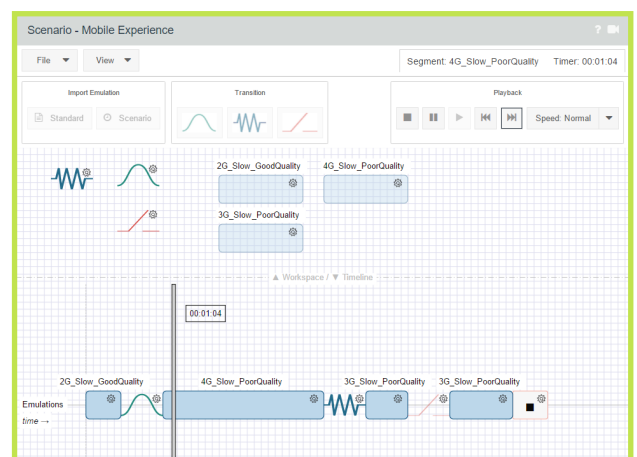 Scenario - Mobile Experience
?
File
View
Segment: 4G_Slow_PoorQuality Timer: 00:01:04
Import Emulation
Transition
Playback
Standard
Scenario
Speed: Normal
2G_Slow_GoodQuality
4G_Slow_PoorQuality
3G_Slow_PoorQuality
▲ Workspace / ▼ Timeline
00:01:04
2G_Slow_GoodQuality
4G_Slow_PoorQuality
3G_Slow_PoorQuality
3G_Slow_PoorQuality
Emulations
time →